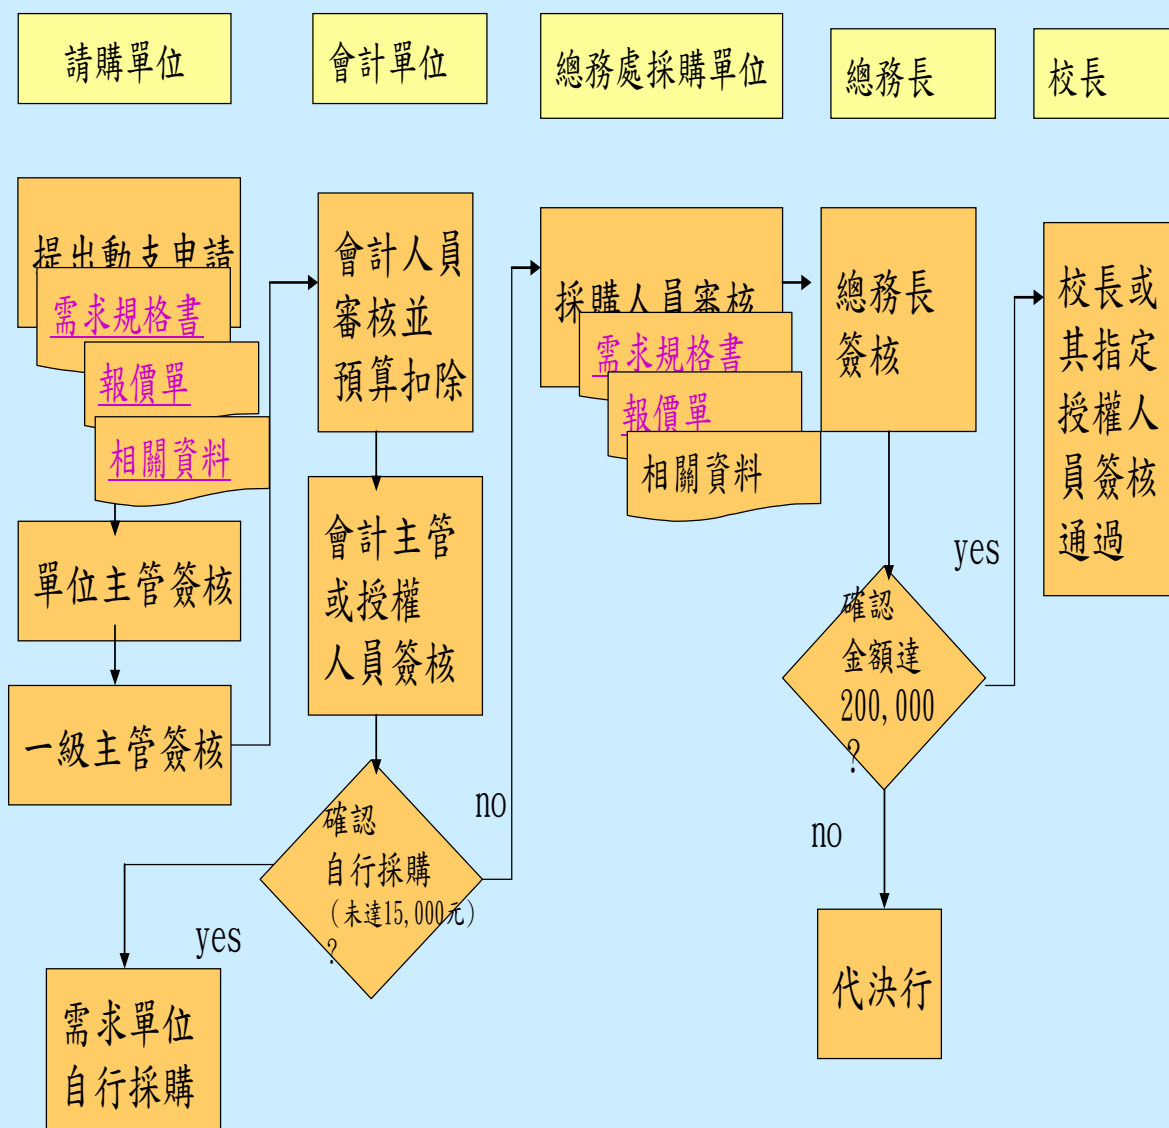 請購單位
會計單位
總務處採購單位
總務長
校長
提出動支申請
需求規格書
報價單
相關資料
單位主管簽核
一級主管簽核
會計人員
審核並
預算扣除
會計主管
或授權
人員簽核
確認
自行採購
(未達15,000元)
?
yes
no
需求單位
自行採購
採購人員審核
需求規格書
報價單
相關資料
總務長
簽核
確認
金額達
200,000
?
yes
no
代決行
校長或
其指定
授權人
員簽核
通過